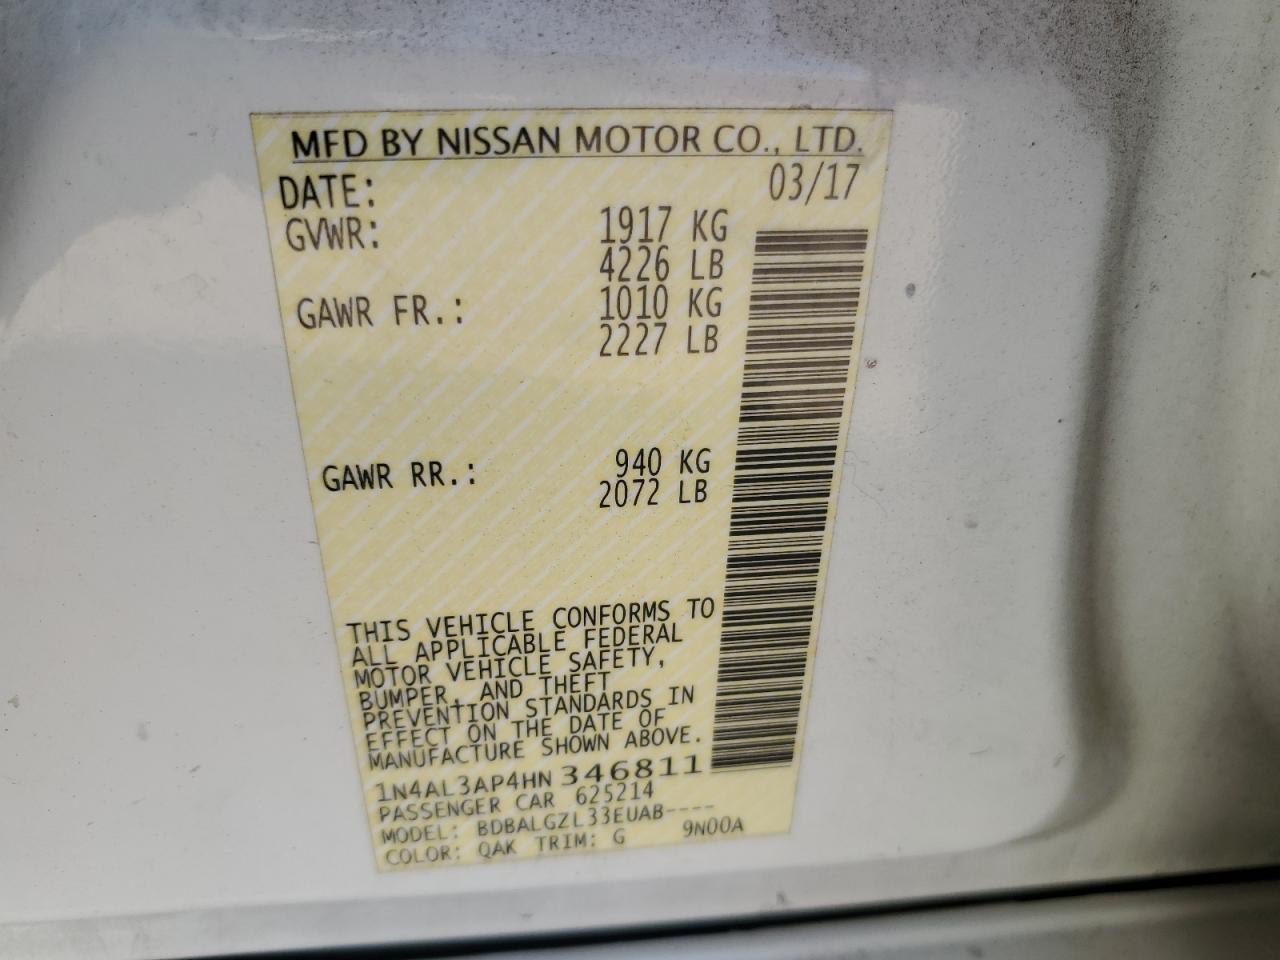 MFD BY NISSAN MOTOR CO., LTD.
DATE: 03/17
GVWR: 1917 KG
4226 LB
GAWR FR.: 1010 KG
2227 LB
GAWR RR.: 940 KG
2072 LB
THIS VEHICLE CONFORMS TO
ALL APPLICABLE FEDERAL
MOTOR VEHICLE SAFETY,
BUMPER, AND THEFT
PREVENTION STANDARDS IN
EFFECT ON THE DATE OF
MANUFACTURE SHOWN ABOVE.
1N4AL3AP4HN 346811
PASSENGER CAR 625214
MODEL: BDBALGZL33EUAB----
COLOR: QAK TRIM: G 9N00A